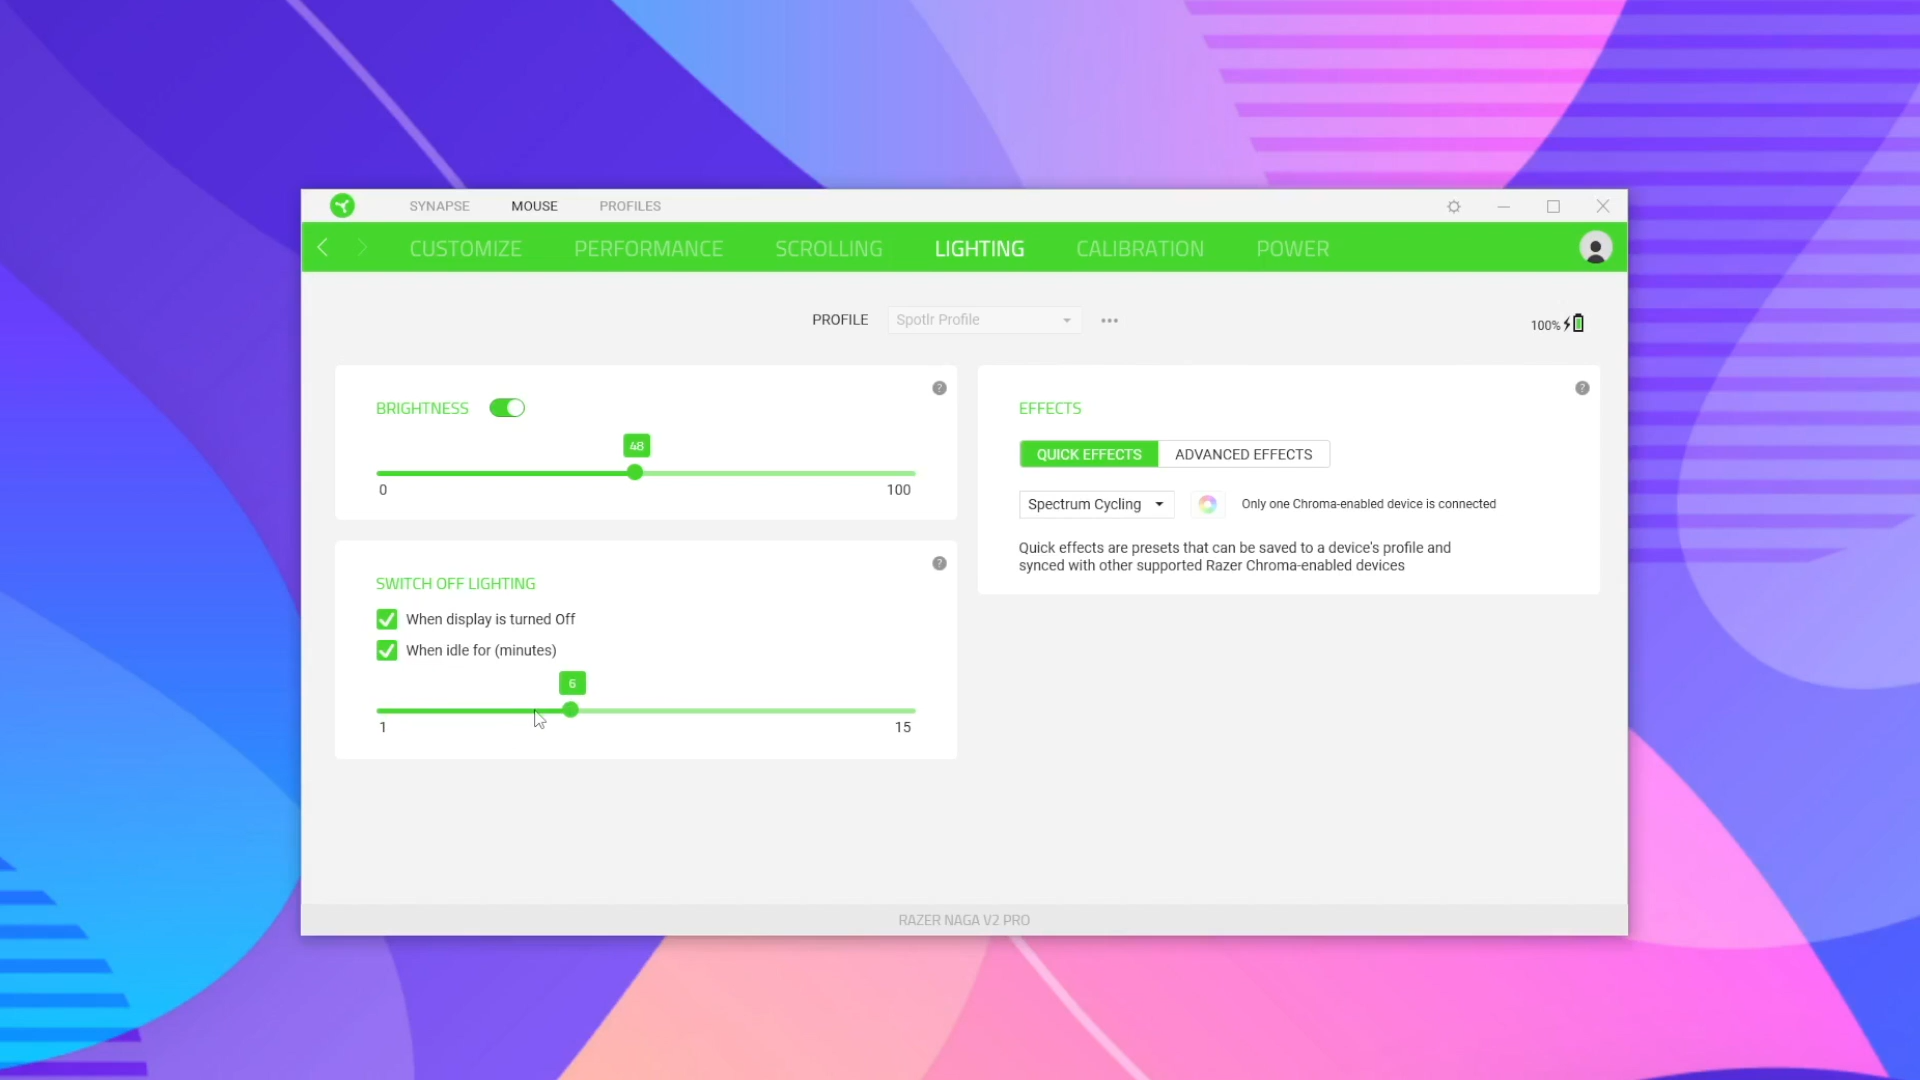 SYNAPSE MOUSE PROFILES
CUSTOMIZE PERFORMANCE SCROLLING LIGHTING CALIBRATION POWER
PROFILE Spotlr Profile
100%
BRIGHTNESS
48
0 100
SWITCH OFF LIGHTING
When display is turned Off
When idle for (minutes)
6
1 15
EFFECTS
QUICK EFFECTS ADVANCED EFFECTS
Spectrum Cycling Only one Chroma-enabled device is connected
Quick effects are presets that can be saved to a device's profile and
synced with other supported Razer Chroma-enabled devices
RAZER NAGA V2 PRO